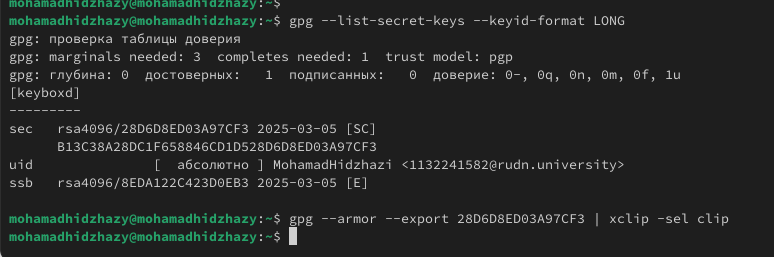 mohamadhidzhazy@mohamadhidzhazy:~$
mohamadhidzhazy@mohamadhidzhazy:~$ gpg --list-secret-keys --keyid-format LONG
gpg: проверка таблицы доверия
gpg: marginals needed: 3  completes needed: 1  trust model: pgp
gpg: глубина: 0  достоверных:   1  подписанных:   0  доверие: 0-, 0q, 0n, 0m, 0f, 1u
[keyboxd]
---------
sec   rsa4096/28D6D8ED03A97CF3 2025-03-05 [SC]
      B13C38A28DC1F658846CD1D528D6D8ED03A97CF3
uid              [  абсолютно ] MohamadHidzhazi <1132241582@rudn.university>
ssb   rsa4096/8EDA122C423D0EB3 2025-03-05 [E]
mohamadhidzhazy@mohamadhidzhazy:~$ gpg --armor --export 28D6D8ED03A97CF3 | xclip -sel clip
mohamadhidzhazy@mohamadhidzhazy:~$